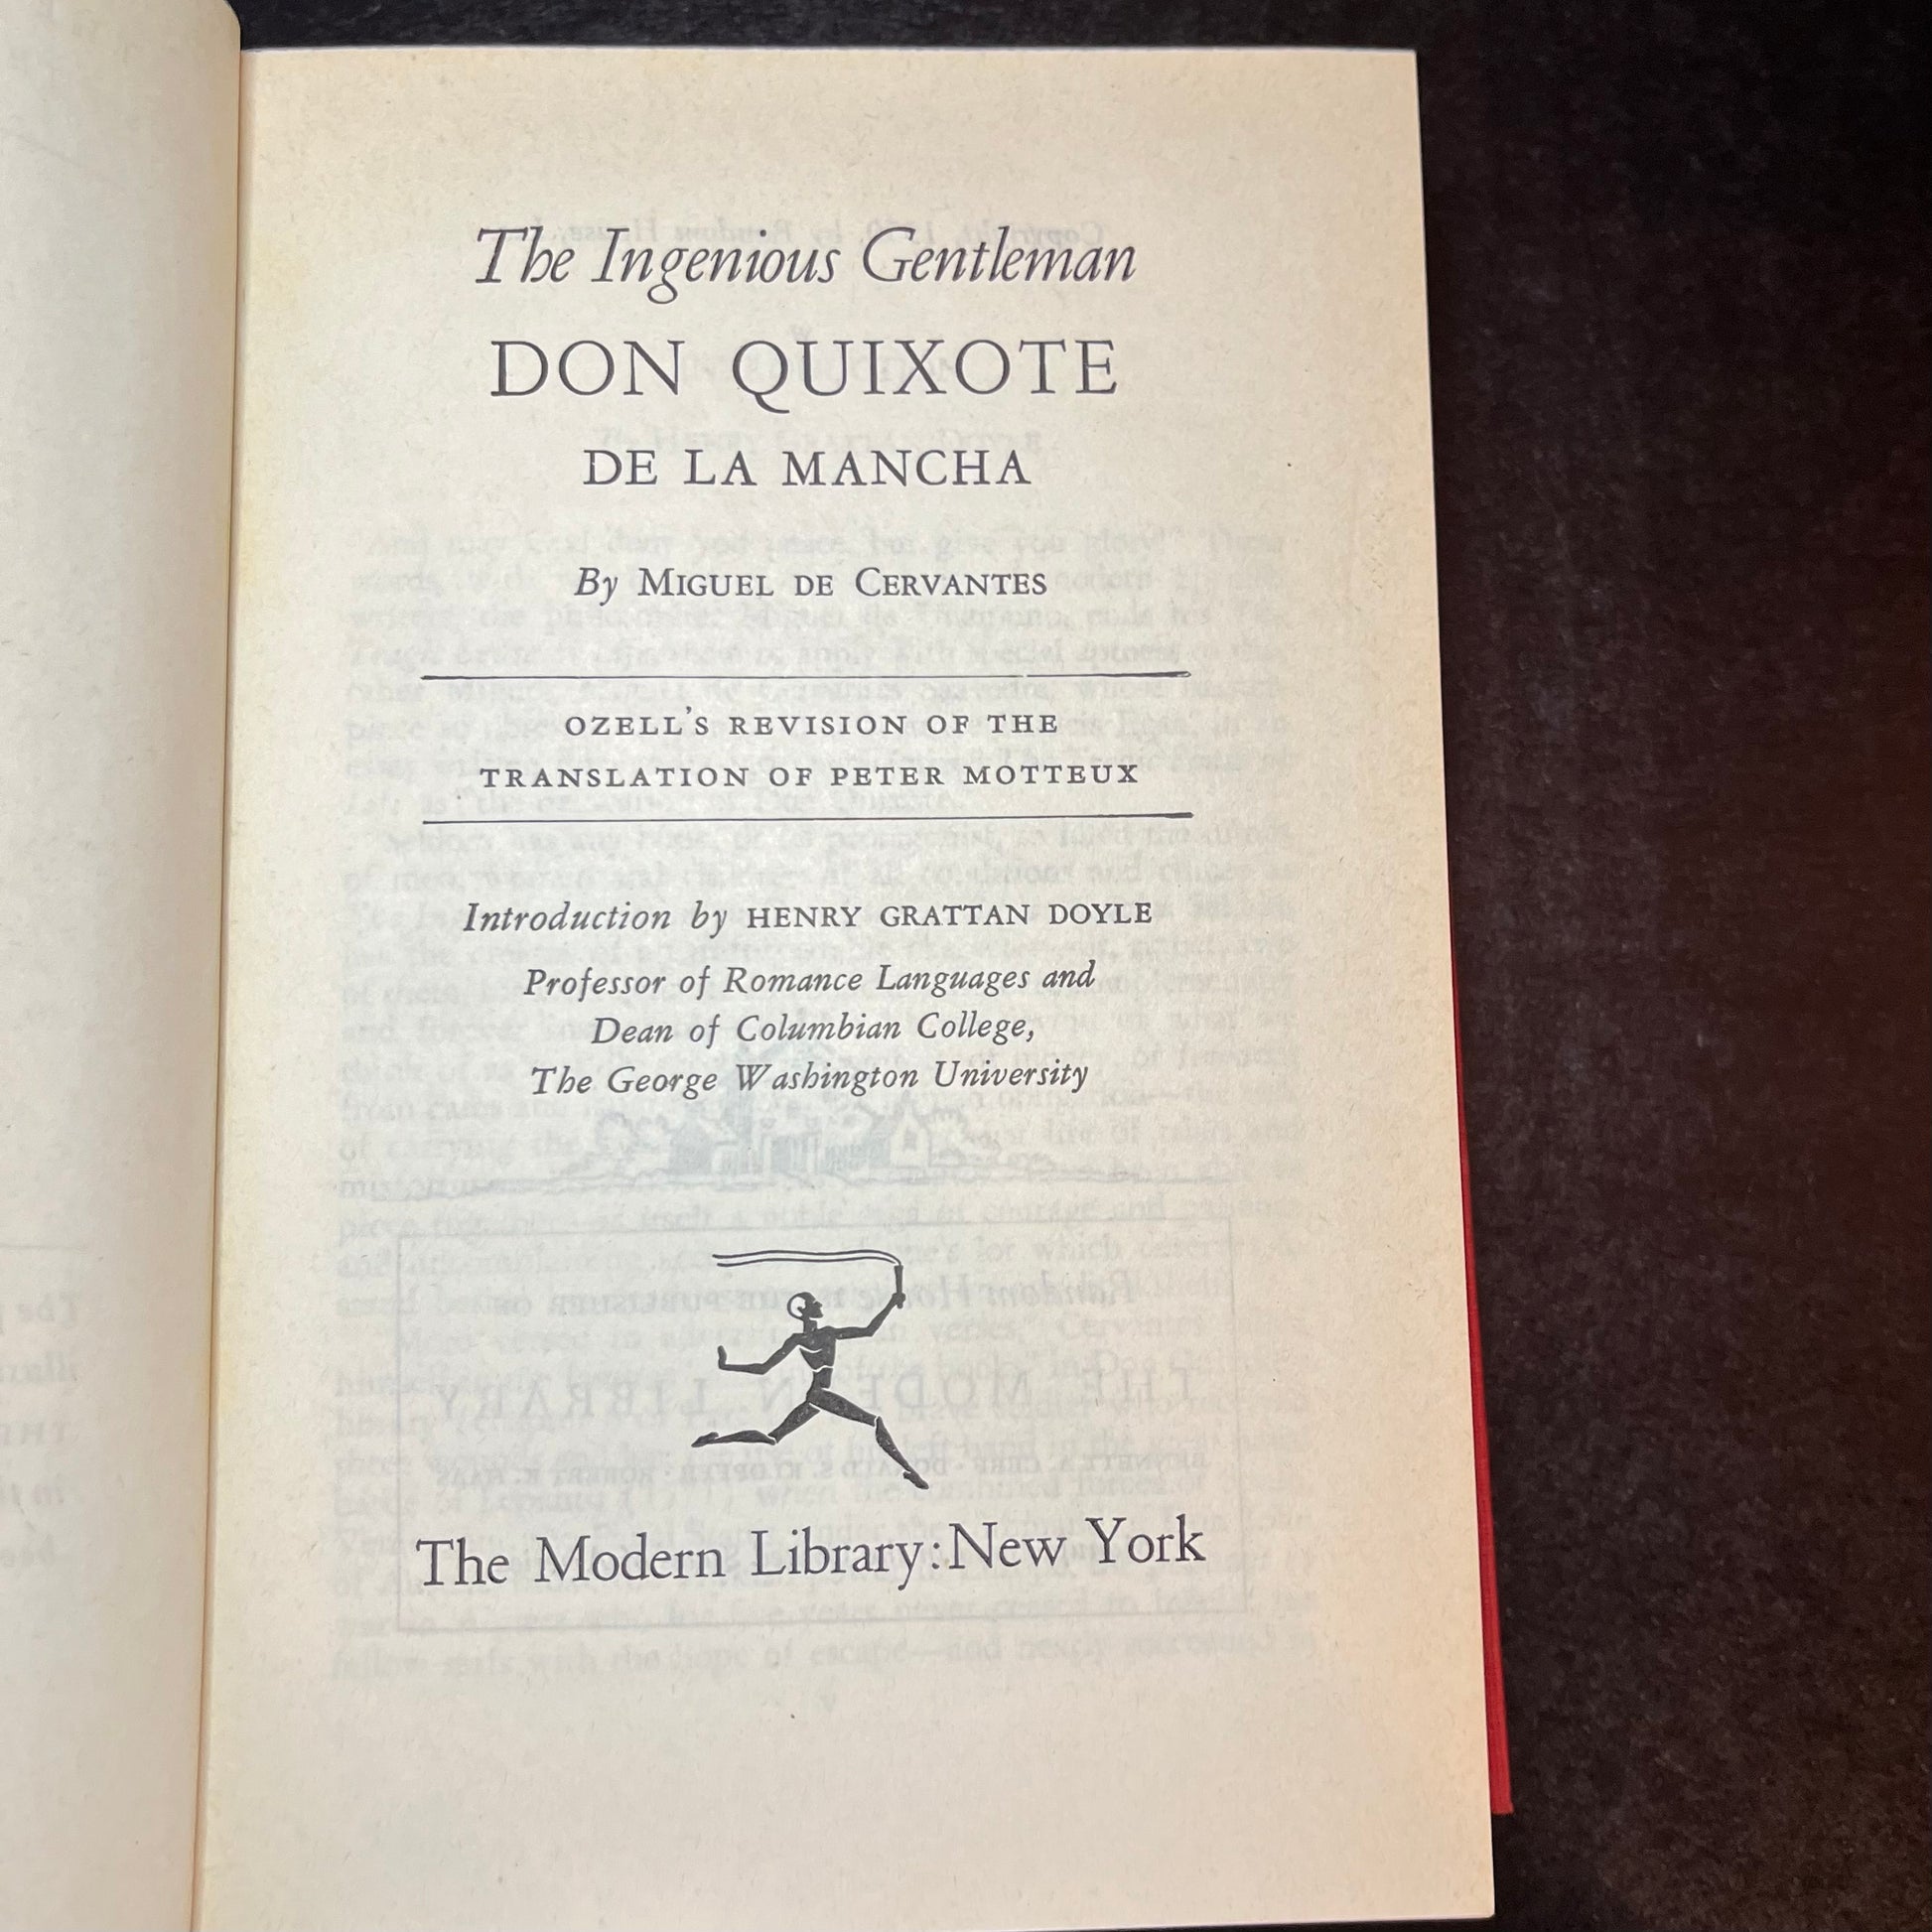 The Ingenious Gentleman
DON QUIXOTE
DE LA MANCHA
By MIGUEL DE CERVANTES
OZELL'S REVISION OF THE
TRANSLATION OF PETER MOTTEUX
Introduction by HENRY GRATTAN DOYLE
Professor of Romance Languages and
Dean of Columbian College,
The George Washington University
The Modern Library: New York